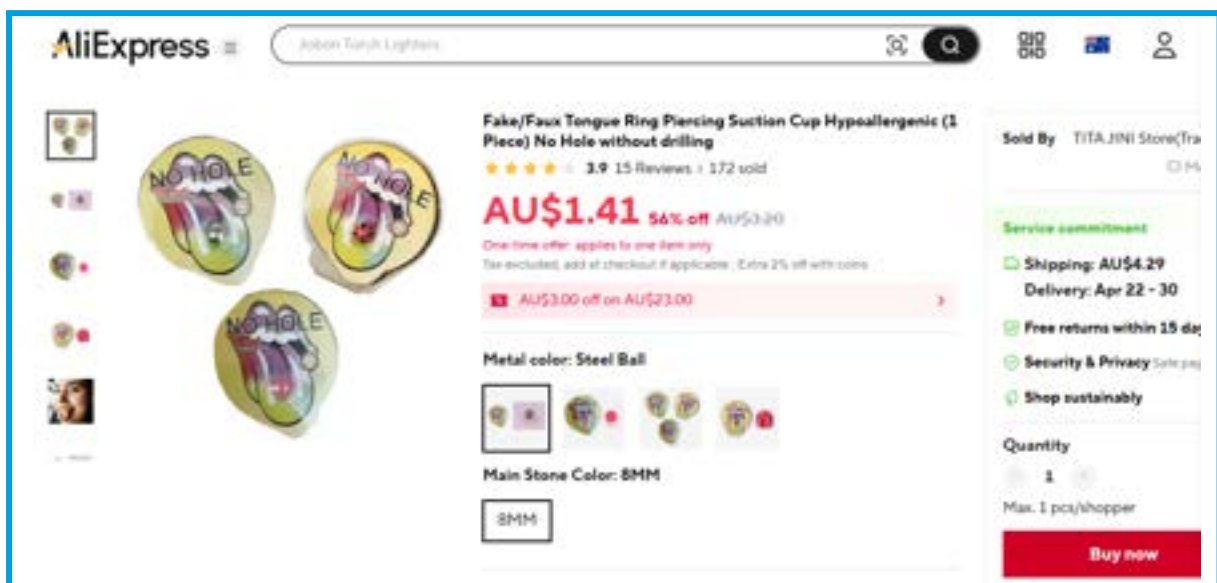 AliExpress
Fake/Faux Tongue Ring Piercing Suction Cup Hypoallergenic (1
Piece) No Hole without drilling
3.9 15 Reviews 172 sold
AU$1.41 56% off AU$3.20
One-time offer: applies to one item only
Tax excluded, add at checkout if applicable ; Extra 2% off with coins
AU$3.00 off on AU$23.00
Metal color: Steel Ball
Main Stone Color: 8MM
8MM
NO HOLE
NO HOLE
NO HOLE
Sold By TITAJINI Store(Tra
Service commitment
Shipping: AU$4.29
Delivery: Apr 22 - 30
Free returns within 15 day
Security & Privacy
Shop sustainably
Quantity
1
Max. 1 pcs/shopper
Buy now